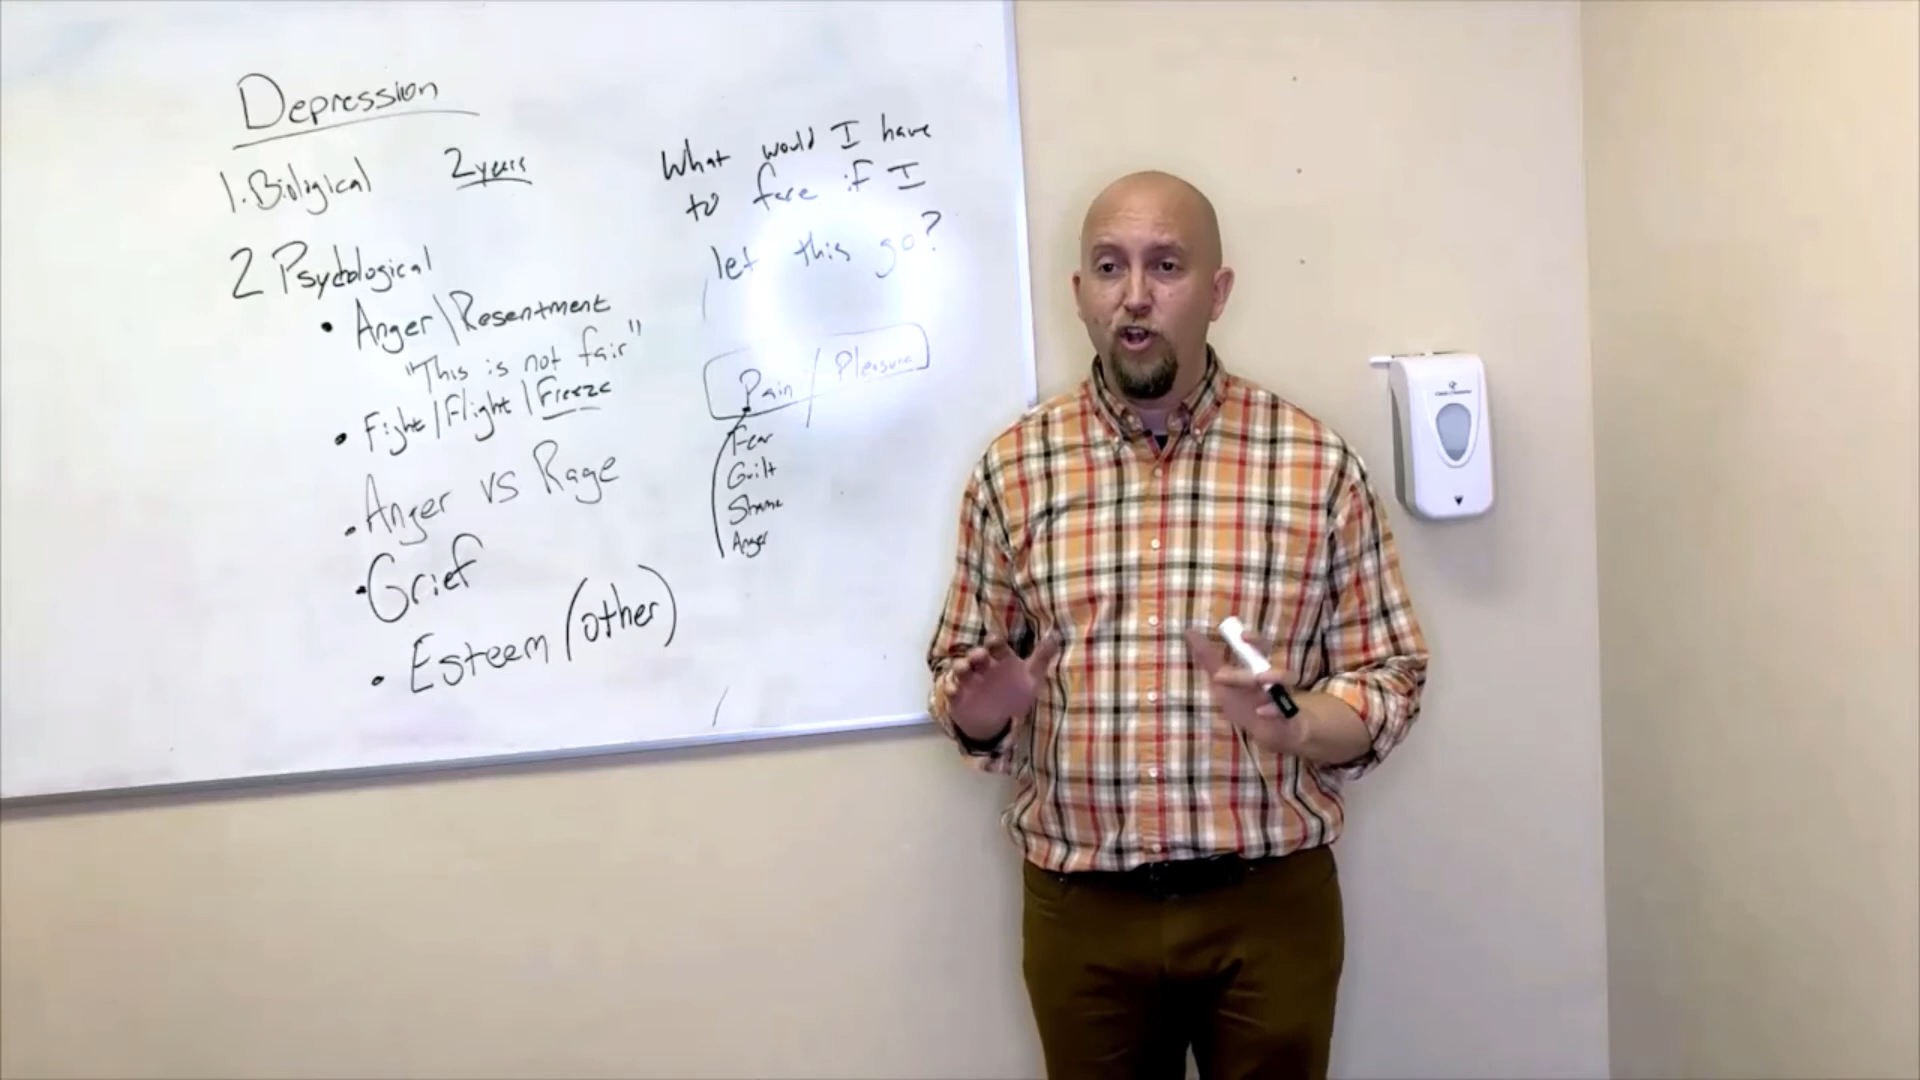 Depression
1. Biological 2 years
2 Psychological
• Anger\Resentment
"This is not fair"
• Fight/Flight/Freeze
• Anger vs Rage
• Grief
• Esteem (other)
What would I have
to face if I
let this go?
Pain / Pleasure
Fear
Guilt
Shame
Anger